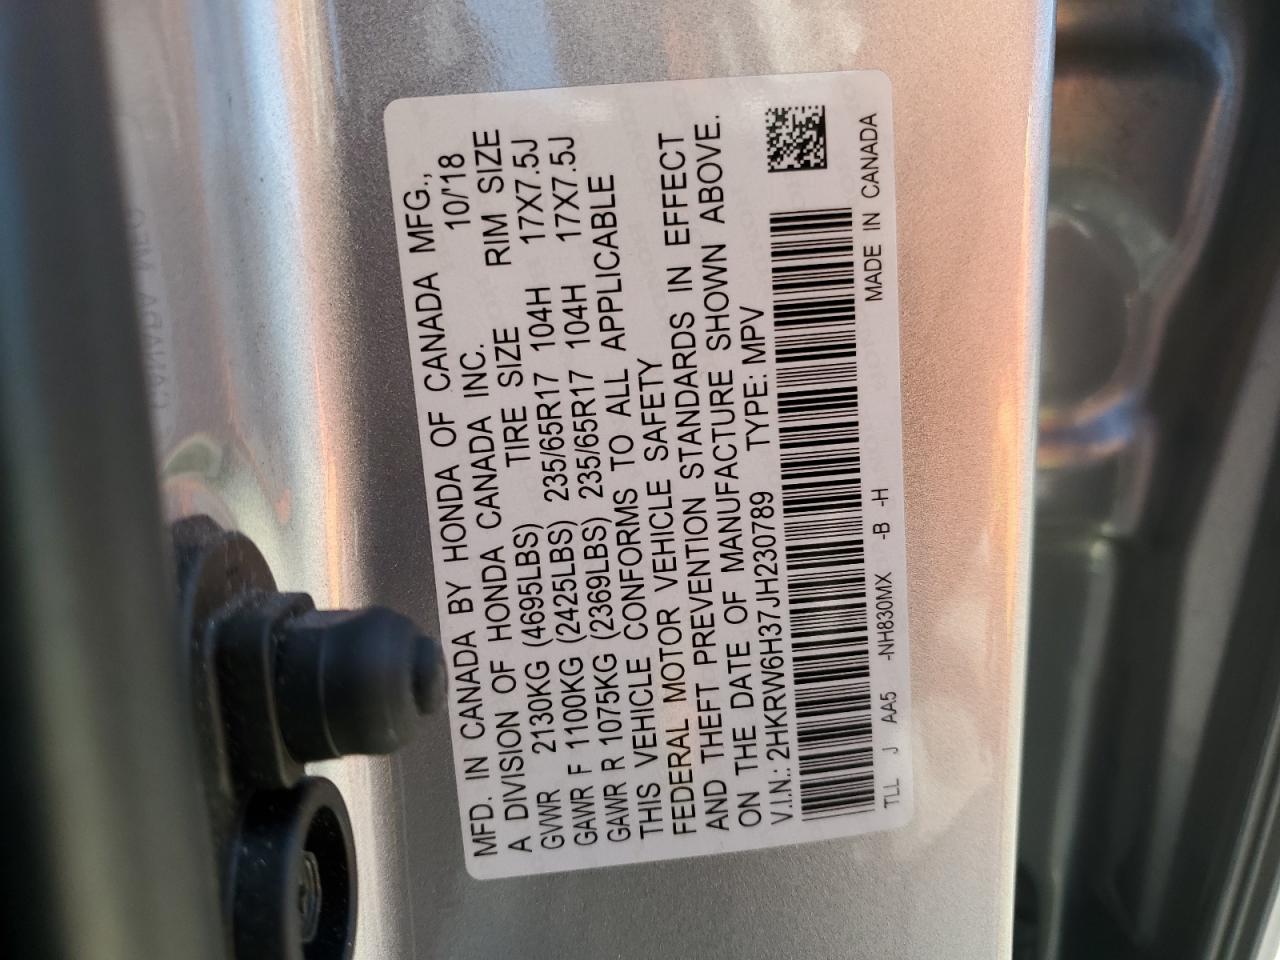 MFD. IN CANADA BY HONDA OF CANADA MFG.,
A DIVISION OF HONDA CANADA INC. 10/'18
GVWR 2130KG (4695LBS) TIRE SIZE RIM SIZE
GAWR F 1100KG (2425LBS) 235/65R17 104H 17X7.5J
GAWR R 1075KG (2369LBS) 235/65R17 104H 17X7.5J
THIS VEHICLE CONFORMS TO ALL APPLICABLE
FEDERAL MOTOR VEHICLE SAFETY
AND THEFT PREVENTION STANDARDS IN EFFECT
ON THE DATE OF MANUFACTURE SHOWN ABOVE.
V.I.N.: 2HKRW6H37JH230789 TYPE: MPV
TLL J AA5 -NH830MX -B -H MADE IN CANADA